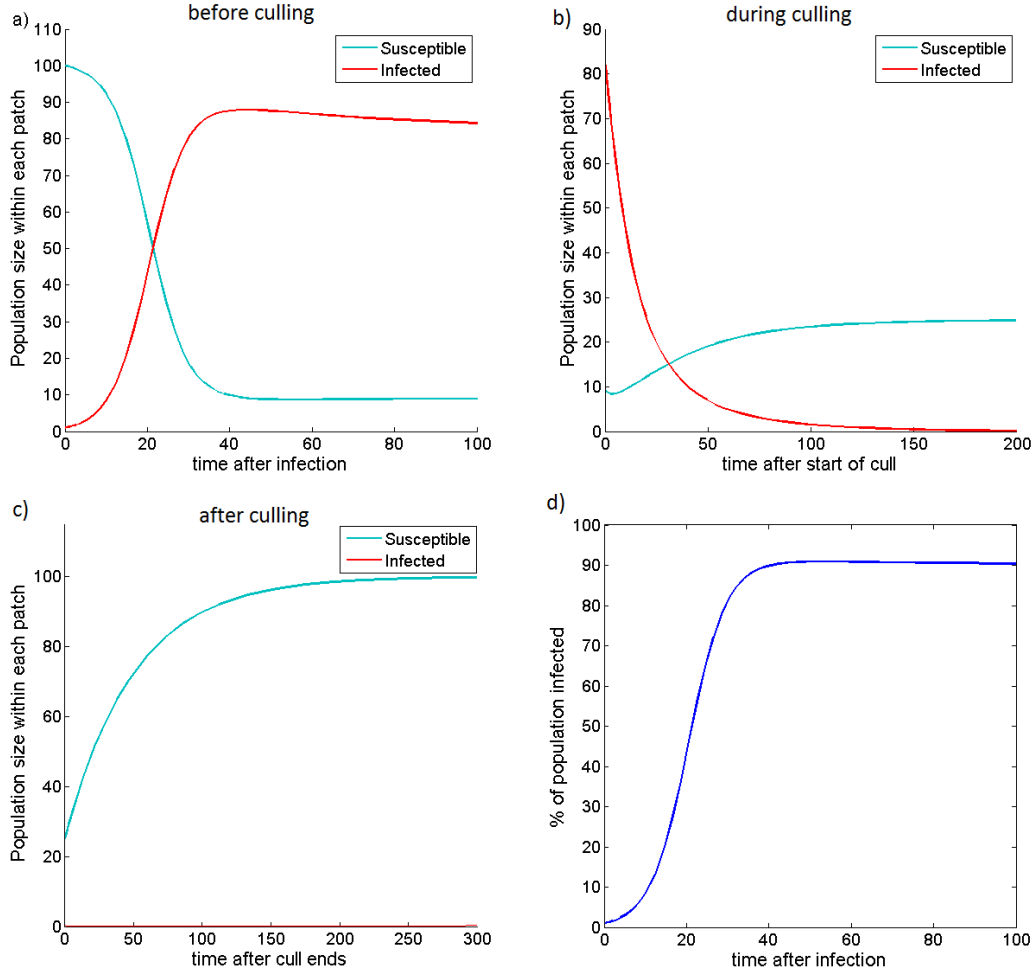 a)
before culling
Population size within each patch
110
100
90
80
70
60
50
40
30
20
10
0
Susceptible
Infected
0 20 40 60 80 100
time after infection
b)
during culling
Population size within each patch
90
80
70
60
50
40
30
20
10
0
Susceptible
Infected
0 50 100 150 200
time after start of cull
c)
after culling
Population size within each patch
100
80
60
40
20
0
Susceptible
Infected
0 50 100 150 200 250 300
time after cull ends
d)
% of population infected
100
90
80
70
60
50
40
30
20
10
0
0 20 40 60 80 100
time after infection